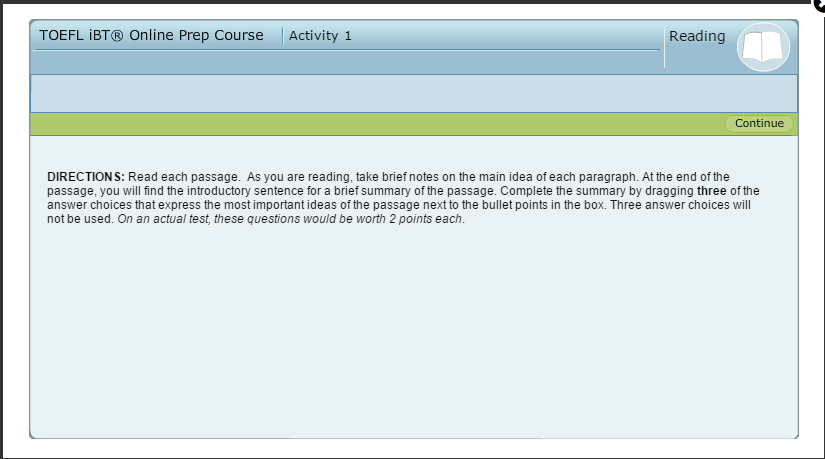 TOEFL iBT® Online Prep Course Activity 1 Reading
Continue
DIRECTIONS: Read each passage.  As you are reading, take brief notes on the main idea of each paragraph. At the end of the
passage, you will find the introductory sentence for a brief summary of the passage. Complete the summary by dragging three of the
answer choices that express the most important ideas of the passage next to the bullet points in the box. Three answer choices will
not be used. On an actual test, these questions would be worth 2 points each.